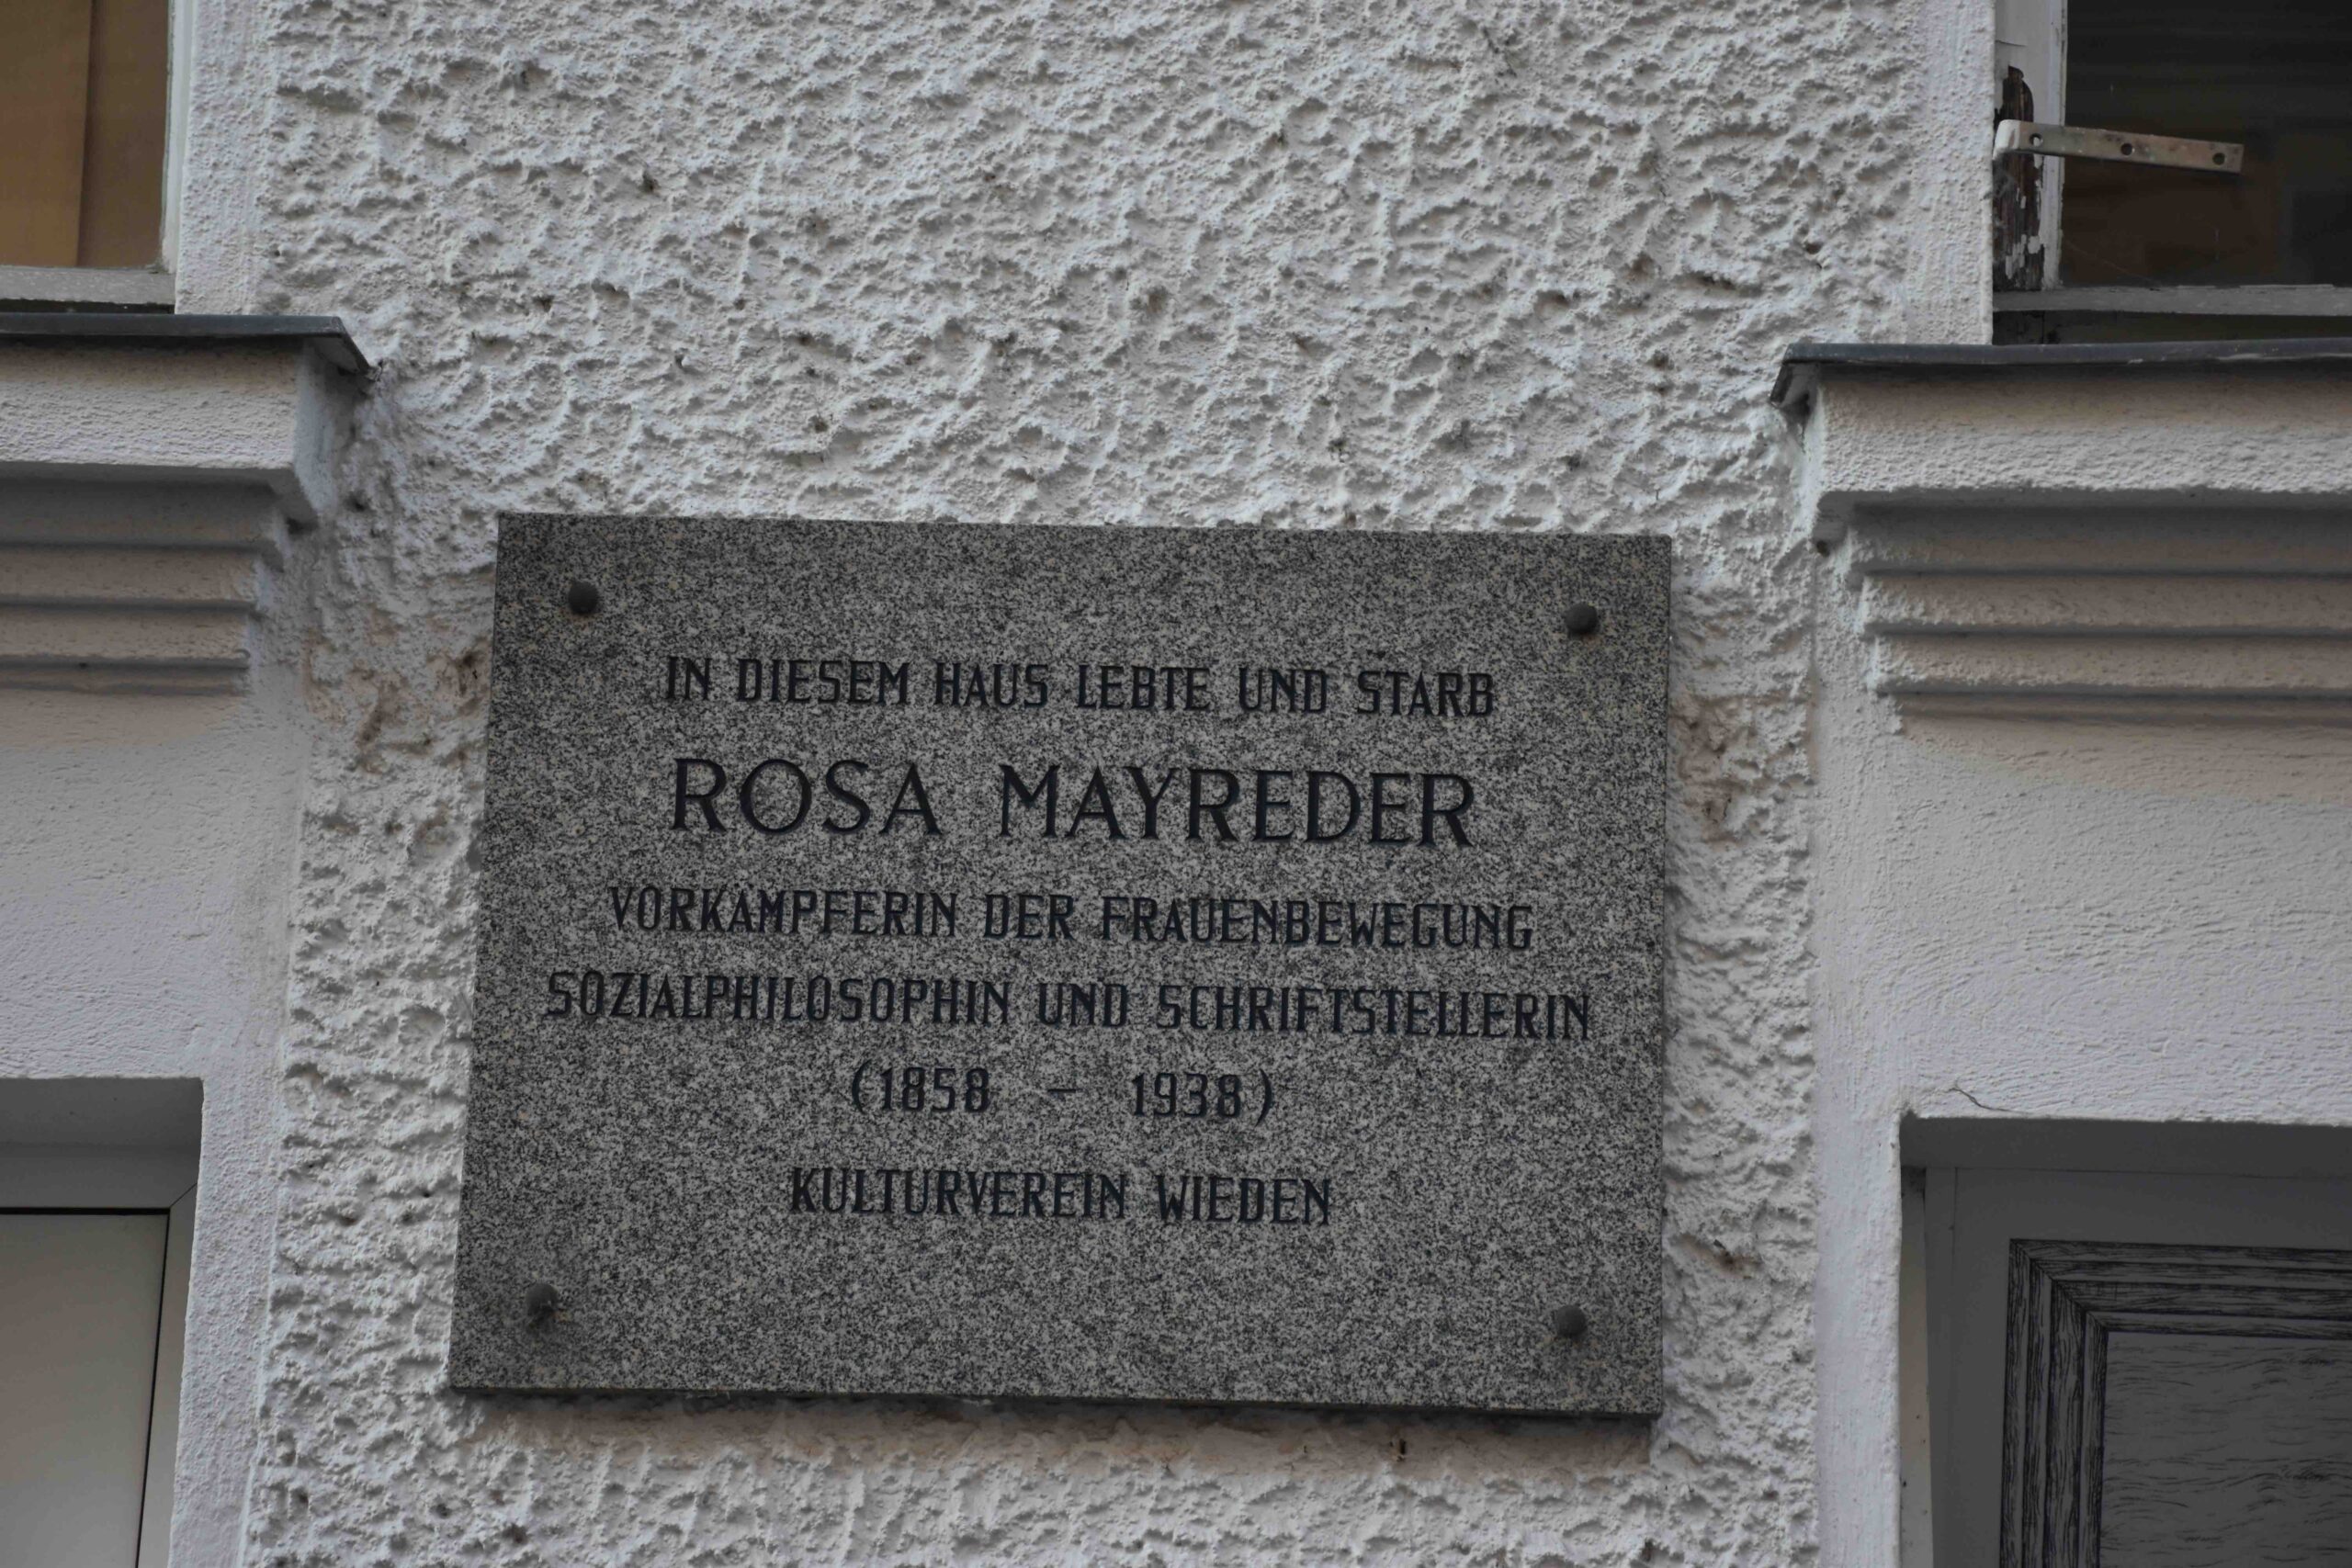 IN DIESEM HAUS LEBTE UND STARB
ROSA MAYREDER
VORKÄMPFERIN DER FRAUENBEWEGUNG
SOZIALPHILOSOPHIN UND SCHRIFTSTELLERIN
(1858 – 1938)
KULTURVEREIN WIEDEN